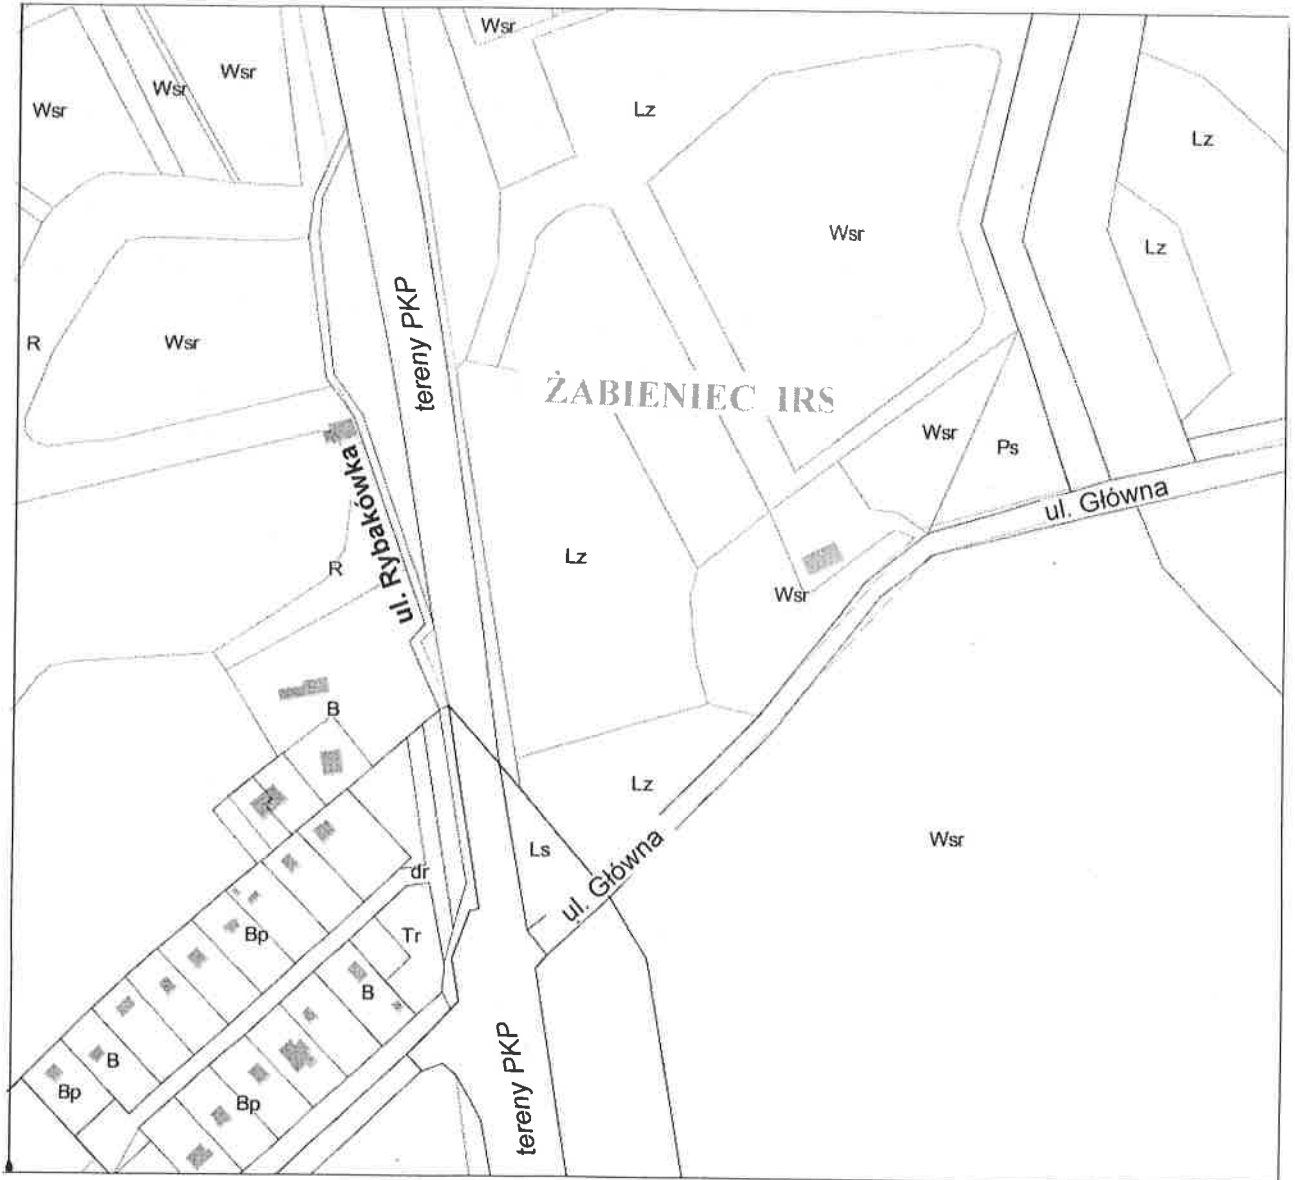 Wsr
Wsr
Wsr
Wsr
Lz
Lz
Wsr
Lz
R
Wsr
tereny PKP
ŻABIENIEC IRS
Wsr
Ps
ul. Rybakówka
ul. Główna
Lz
R
Wsr
B
Lz
Wsr
Ls
ul. Główna
dr
Bp
Tr
B
B
tereny PKP
Bp
Bp